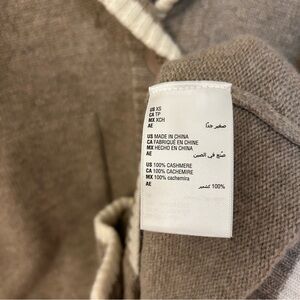 US XS
CA TP
MX XCH
AE صغير جدًا
US MADE IN CHINA
CA FABRIQUÉ EN CHINE
MX HECHO EN CHINA
AE صنع في الصين
US 100% CASHMERE
CA 100% CACHEMIRE
MX 100% cachemira
AE 100% كشمير